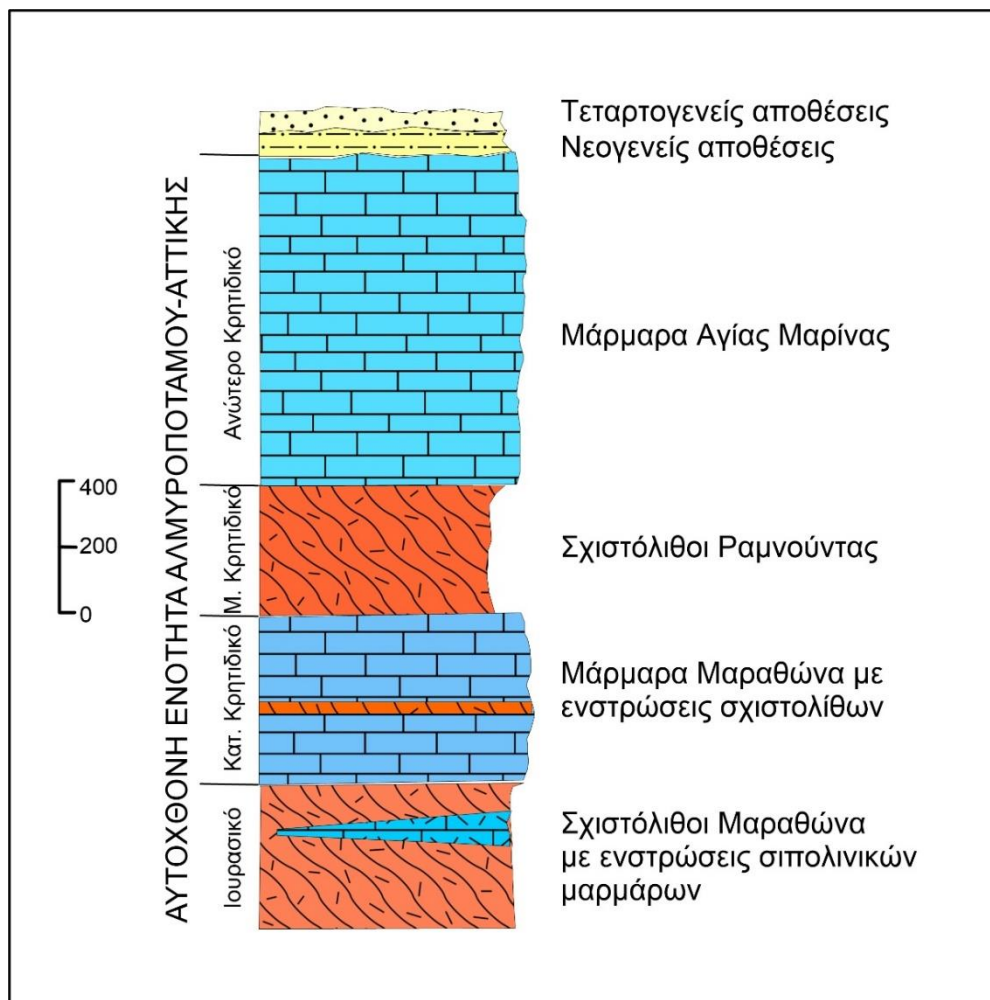 Τεταρτογενείς αποθέσεις
Νεογενείς αποθέσεις
ΑΥΤΟΧΘΟΝΗ ΕΝΟΤΗΤΑ ΑΛΜΥΡΟΠΟΤΑΜΟΥ-ΑΤΤΙΚΗΣ
Ανώτερο Κρητιδικό
Μάρμαρα Αγίας Μαρίνας
400
200
0
Μ. Κρητιδικό
Σχιστόλιθοι Ραμνούντας
Κατ. Κρητιδικό
Μάρμαρα Μαραθώνα με
ενστρώσεις σχιστολίθων
Ιουρασικό
Σχιστόλιθοι Μαραθώνα
με ενστρώσεις σιπολινικών
μαρμάρων